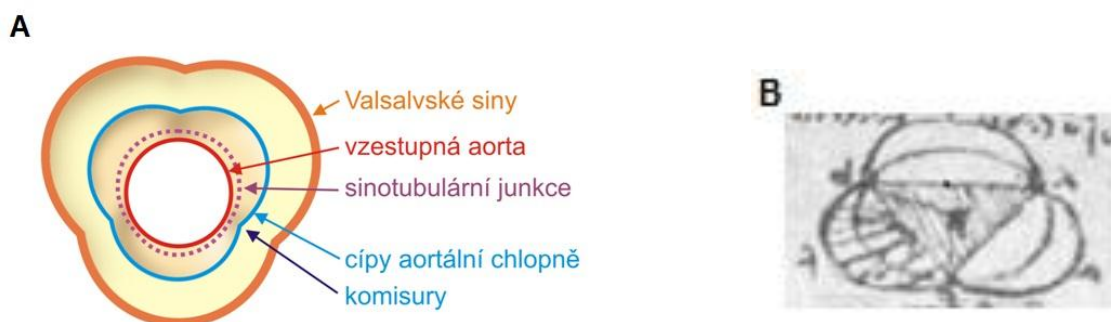 A
Valsalvské siny
vzestupná aorta
sinotubulární junkce
cípy aortální chlopně
komisury
B